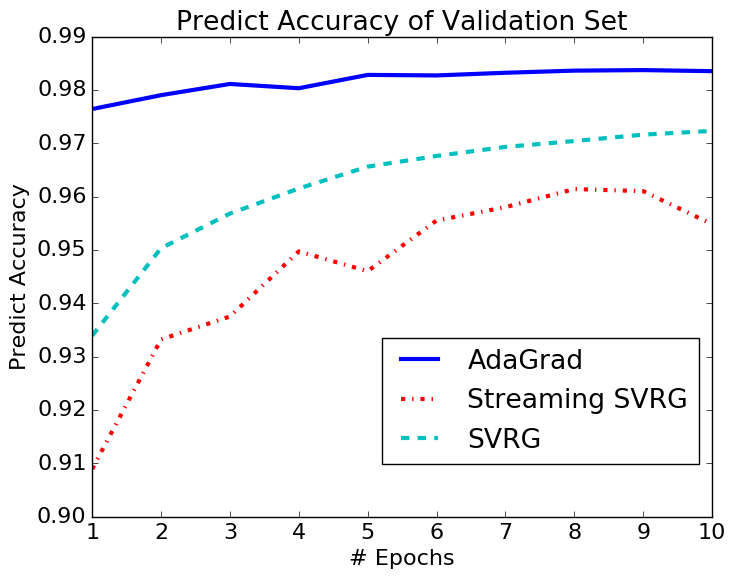 Predict Accuracy of Validation Set
0.99
0.98
0.97
0.96
0.95
0.94
0.93
0.92
0.91
0.90
Predict Accuracy
AdaGrad
Streaming SVRG
SVRG
1 2 3 4 5 6 7 8 9 10
# Epochs